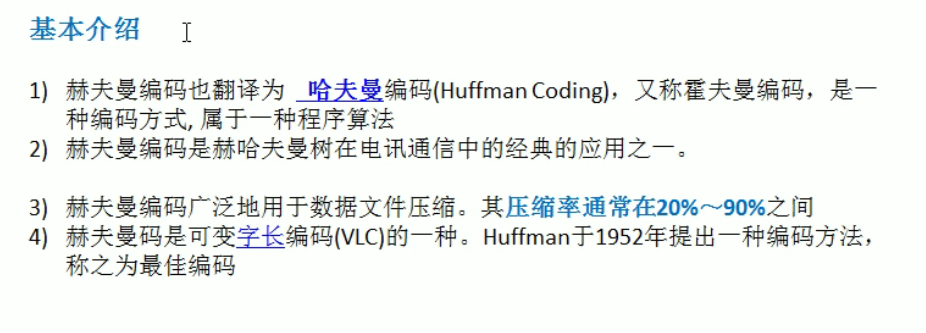 基本介绍
1) 赫夫曼编码也翻译为 哈夫曼编码(Huffman Coding)，又称霍夫曼编码，是一
种编码方式, 属于一种程序算法
2) 赫夫曼编码是赫哈夫曼树在电讯通信中的经典的应用之一。
3) 赫夫曼编码广泛地用于数据文件压缩。其压缩率通常在20%～90%之间
4) 赫夫曼码是可变字长编码(VLC)的一种。Huffman于1952年提出一种编码方法，
称之为最佳编码